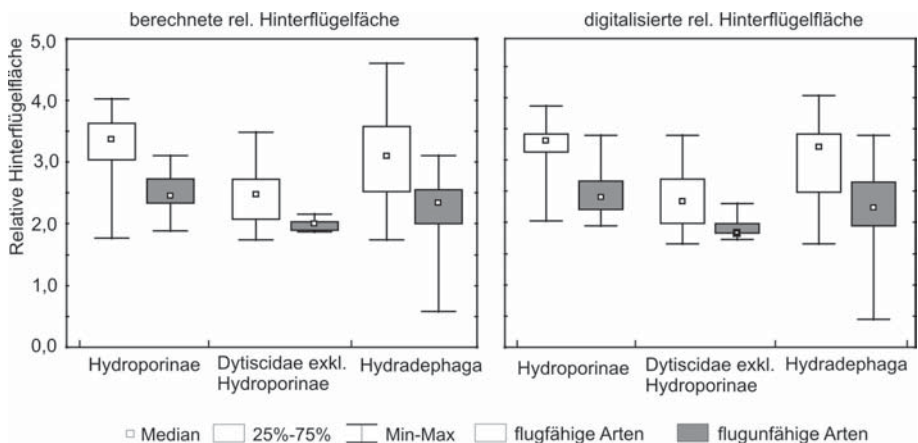 berechnete rel. Hinterflügelfäche
digitalisierte rel. Hinterflügelfläche
Relative Hinterflügelfläche
5,0
4,0
3,0
2,0
1,0
0,0
Hydroporinae
Dytiscidae exkl.
Hydroporinae
Hydradephaga
Hydroporinae
Dytiscidae exkl.
Hydroporinae
Hydradephaga
Median
25%-75%
Min-Max
flugfähige Arten
flugunfähige Arten